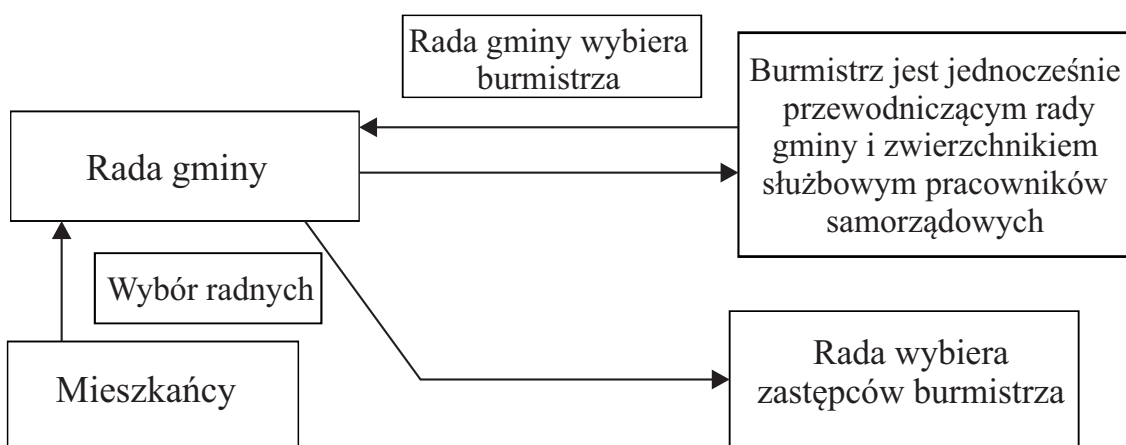 Rada gminy wybiera
burmistrza
Burmistrz jest jednocześnie
przewodniczącym rady
gminy i zwierzchnikiem
służbowym pracowników
samorządowych
Rada gminy
Wybór radnych
Mieszkańcy
Rada wybiera
zastępców burmistrza